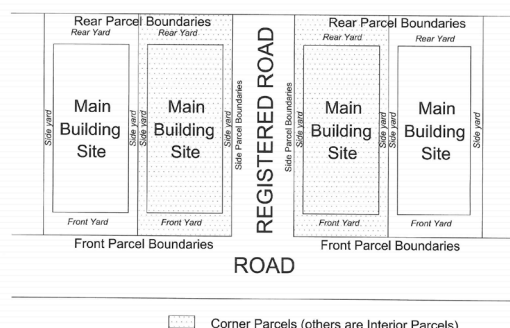 Rear Parcel Boundaries
Rear Yard
Rear Yard
Side yard
Main
Building
Site
Side yard
Side yard
Main
Building
Site
Side yard
Front Yard
Front Yard
Front Parcel Boundaries
Side Parcel Boundaries
REGISTERED ROAD
Side Parcel Boundaries
Rear Parcel Boundaries
Rear Yard
Rear Yard
Side yard
Main
Building
Site
Side yard
Side yard
Main
Building
Site
Side yard
Front Yard
Front Yard
Front Parcel Boundaries
ROAD
Corner Parcels (others are Interior Parcels)